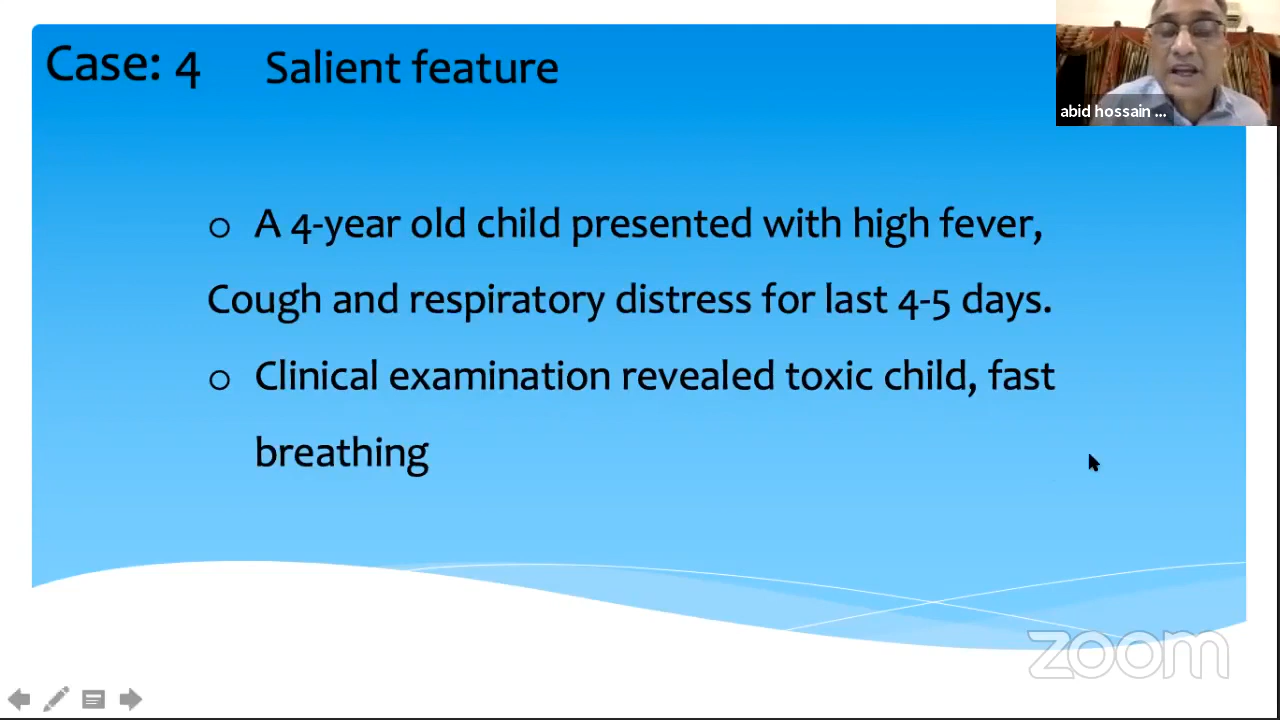 Case: 4 Salient feature
abid hossain ...
o A 4-year old child presented with high fever,
Cough and respiratory distress for last 4-5 days.
o Clinical examination revealed toxic child, fast
breathing
zoom